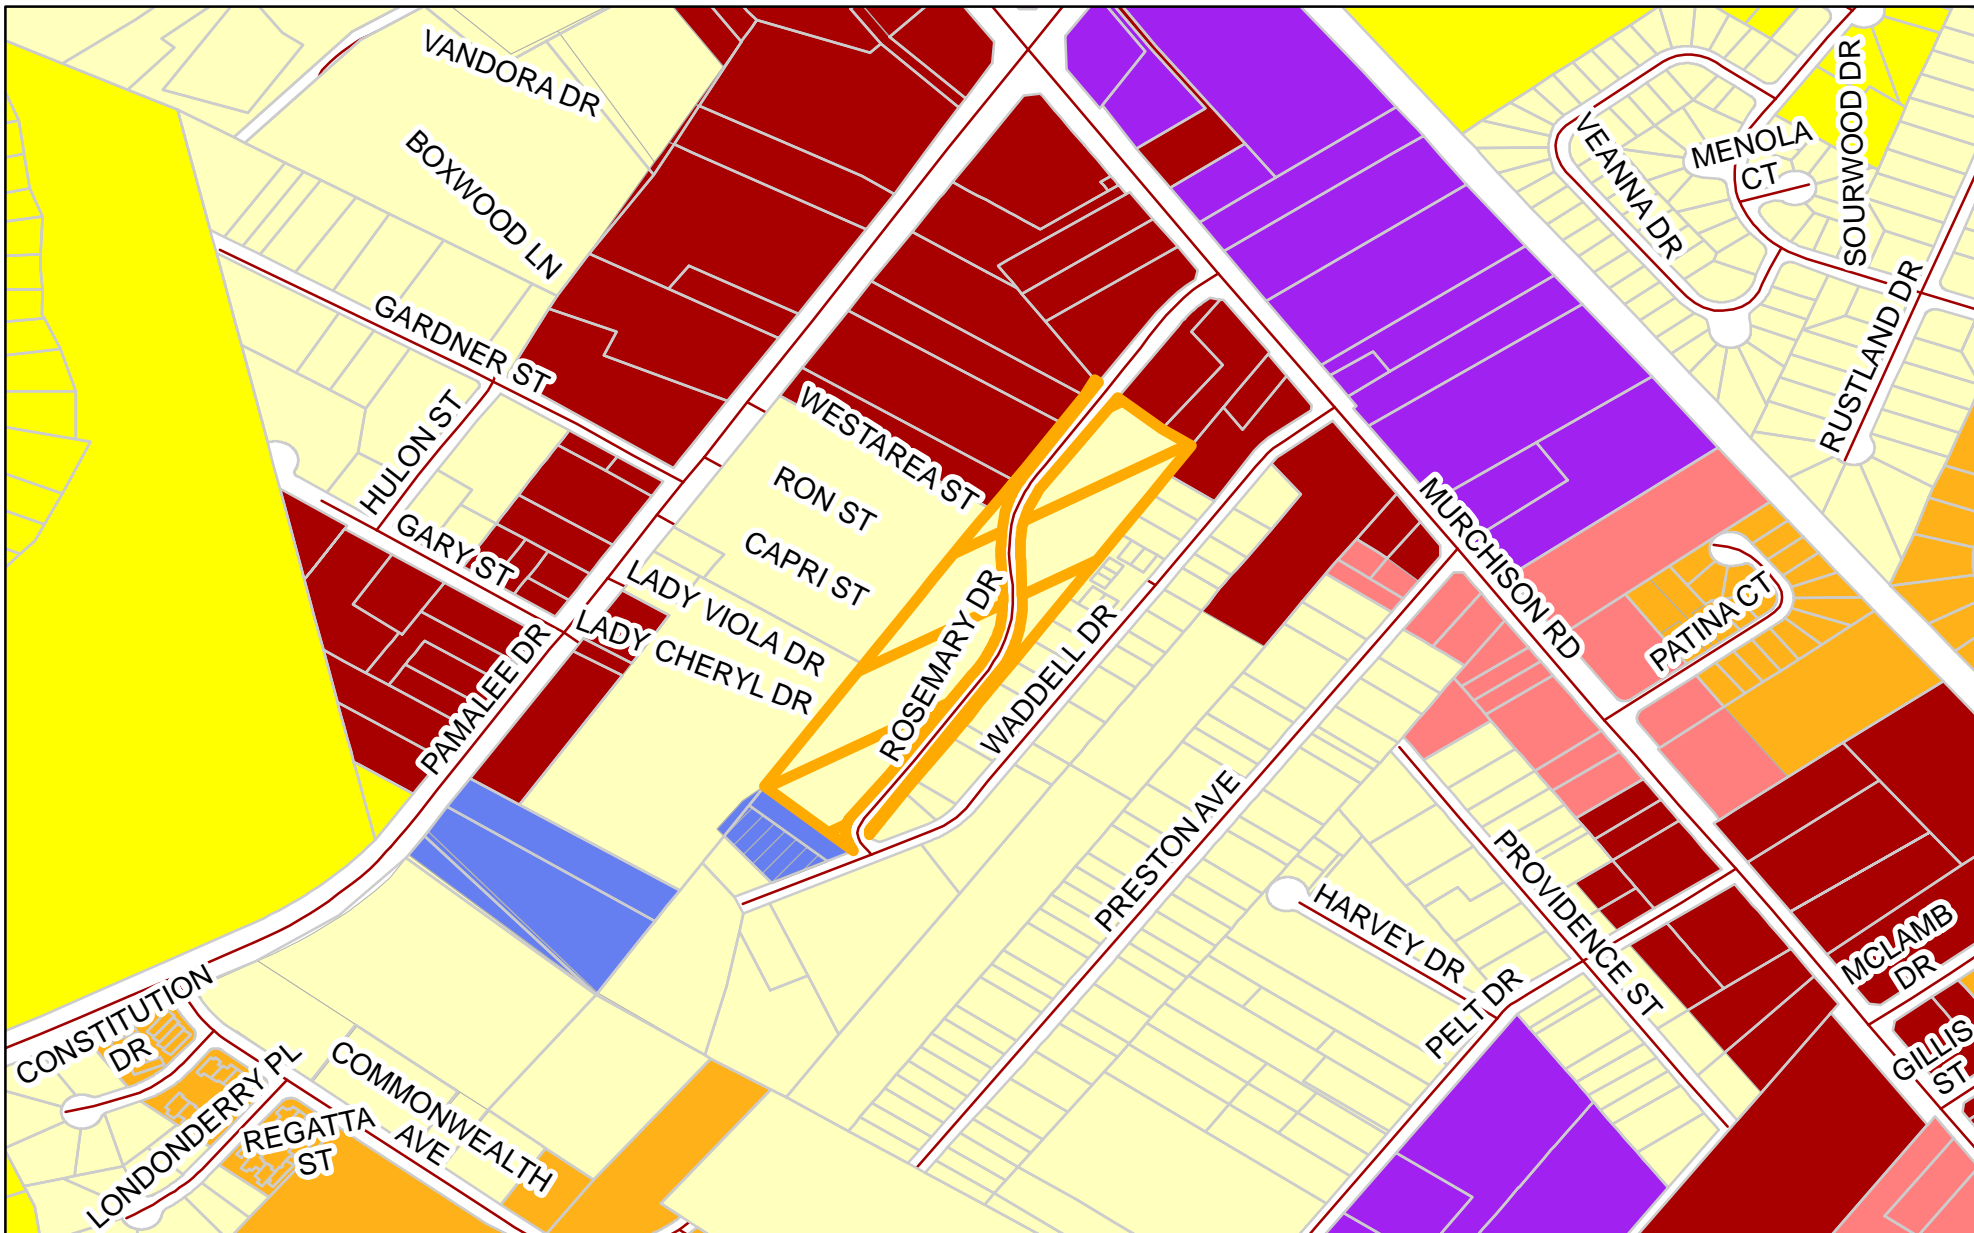 VANDORA DR
BOXWOOD LN
GARDNER ST
HULON ST
GARY ST
PAMALEE DR
WESTAREA ST
RON ST
CAPRI ST
LADY VIOLA DR
LADY CHERYL DR
ROSEMARY DR
WADDELL DR
PRESTON AVE
MURCHISON RD
VEANNA DR
MENOLA
CT
SOURWOOD DR
RUSTLAND DR
PATINA CT
PROVIDENCE ST
HARVEY DR
PELT DR
MCLAMB
DR
GILLIS
ST
CONSTITUTION
DR
LONDONDERRY PL
REGATTA
ST
COMMONWEALTH
AVE